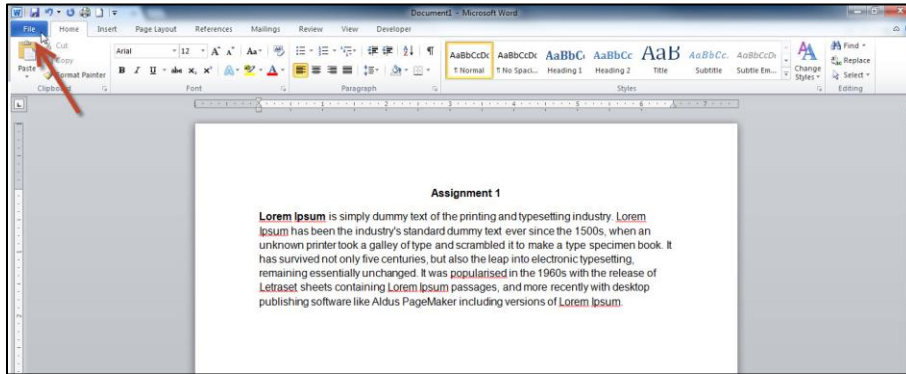 Document1 - Microsoft Word
File Home Insert Page Layout References Mailings Review View Developer
Cut
Copy
Paste
Format Painter
Arial 12
AaBbCcDc AaBbCcDc AaBbC AaBbCc AaB AaBbCc. AaBbCcDc
¶ Normal ¶ No Spaci... Heading 1 Heading 2 Title Subtitle Subtle Em...
Change
Styles
Find
Replace
Select
Clipboard Font Paragraph Styles Editing
Assignment 1
Lorem Ipsum is simply dummy text of the printing and typesetting industry. Lorem
Ipsum has been the industry's standard dummy text ever since the 1500s, when an
unknown printer took a galley of type and scrambled it to make a type specimen book. It
has survived not only five centuries, but also the leap into electronic typesetting,
remaining essentially unchanged. It was popularised in the 1960s with the release of
Letraset sheets containing Lorem Ipsum passages, and more recently with desktop
publishing software like Aldus PageMaker including versions of Lorem Ipsum.